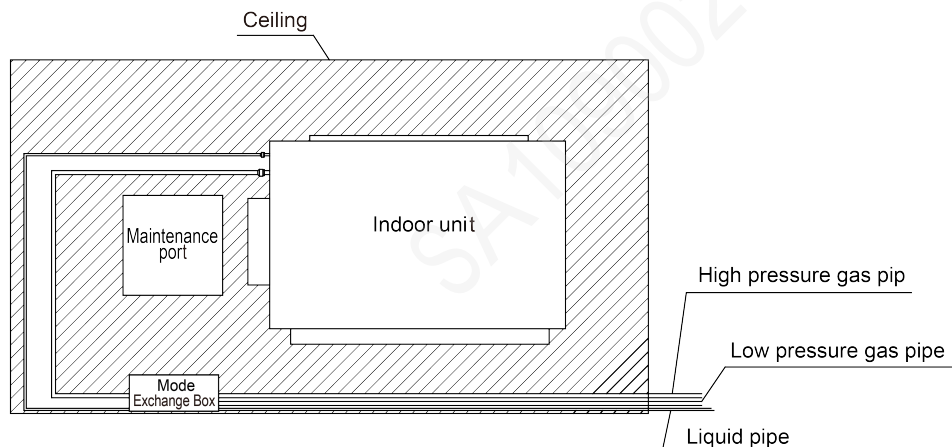 Ceiling
Indoor unit
Maintenance
port
High pressure gas pip
Low pressure gas pipe
Mode
Exchange Box
Liquid pipe